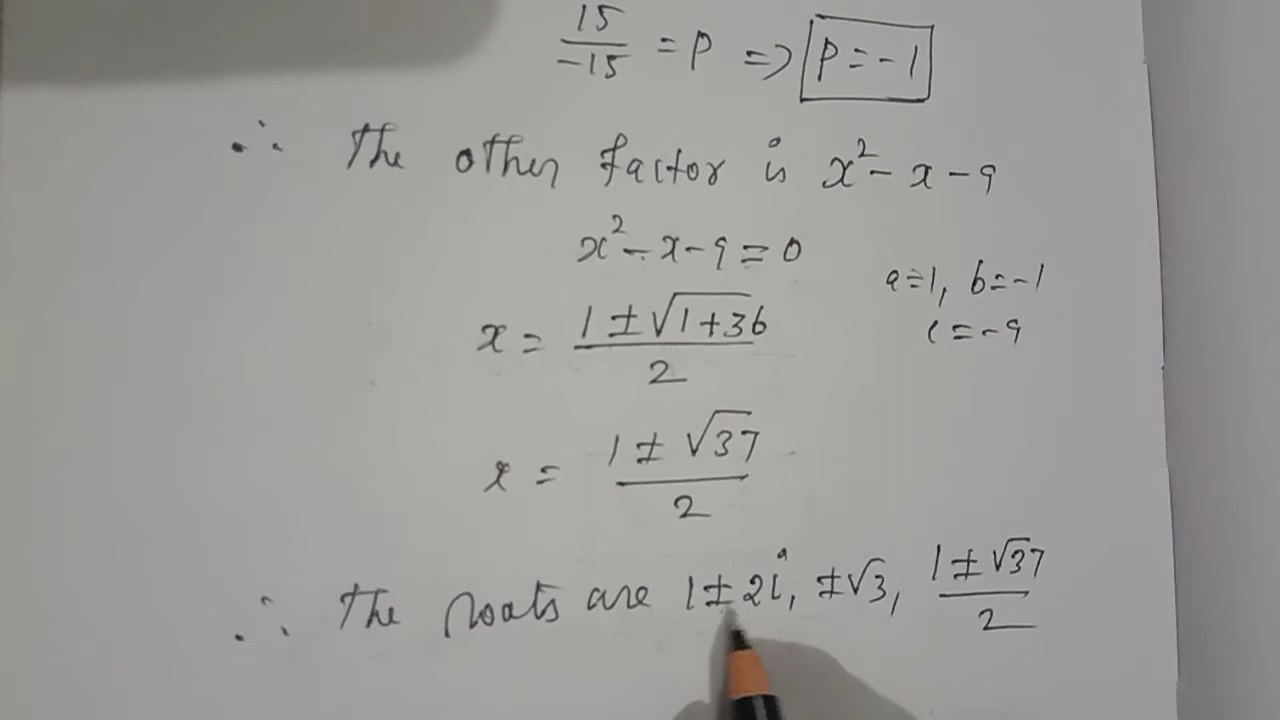 15/-15 = p => p = -1
∴ The other factor is x² - x - 9
x² - x - 9 = 0
a=1, b=-1
x = (1 ± √1+36)/2
c=-9
x = (1 ± √37)/2
∴ The roots are 1±2i, ±√3, (1±√37)/2